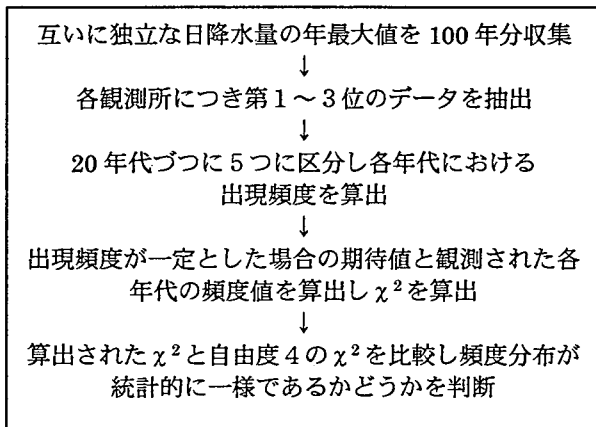 互いに独立な日降水量の年最大値を 100 年分収集
↓
各観測所につき第1～3位のデータを抽出
↓
20 年代づつに5つに区分し各年代における
出現頻度を算出
↓
出現頻度が一定とした場合の期待値と観測された各
年代の頻度値を算出しχ²を算出
↓
算出されたχ²と自由度4のχ²を比較し頻度分布が
統計的に一様であるかどうかを判断